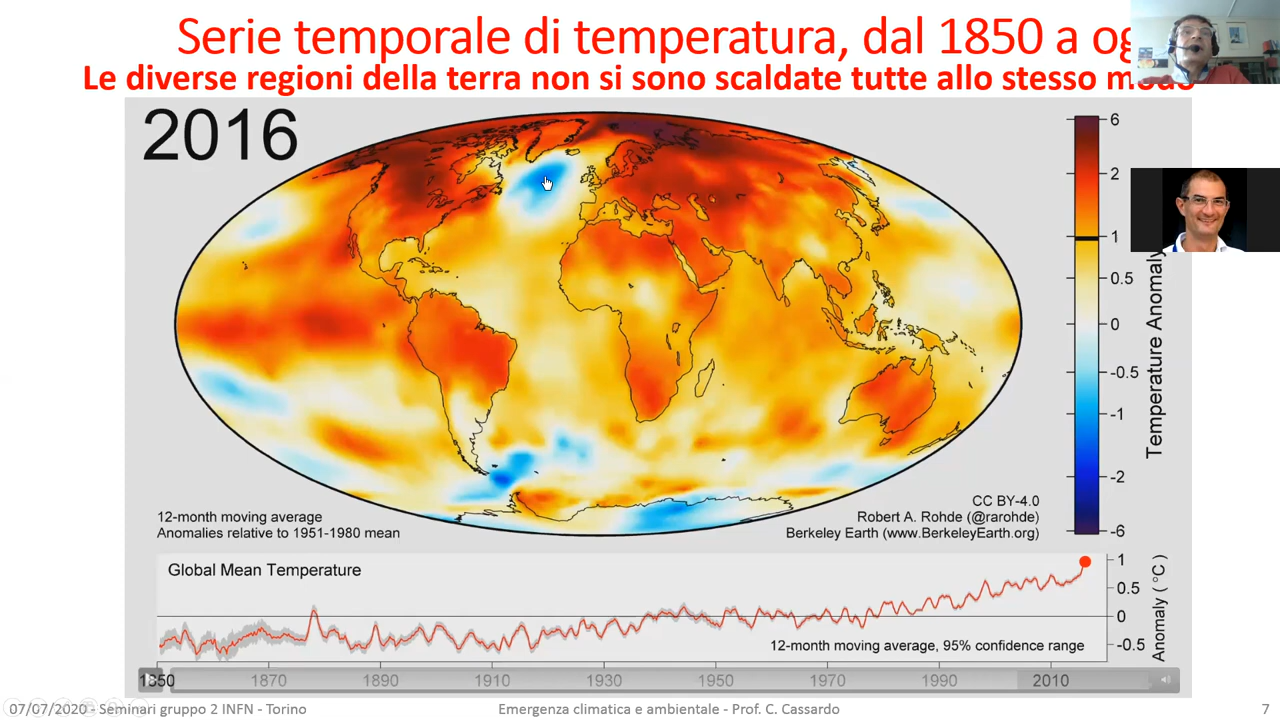 Serie temporale di temperatura, dal 1850 a
Le diverse regioni della terra non si sono scaldate tutte allo stesso modo
2016
6
2
1
0.5
0
-0.5
-1
-2
-6
Temperature Anomaly
12-month moving average
Anomalies relative to 1951-1980 mean
CC BY-4.0
Robert A. Rohde (@rarohde)
Berkeley Earth (www.BerkeleyEarth.org)
Global Mean Temperature
1
0.5
0
-0.5
Anomaly (°C)
12-month moving average, 95% confidence range
1850 1870 1890 1910 1930 1950 1970 1990 2010
07/07/2020 - Seminari gruppo 2 INFN - Torino
Emergenza climatica e ambientale - Prof. C. Cassardo
7